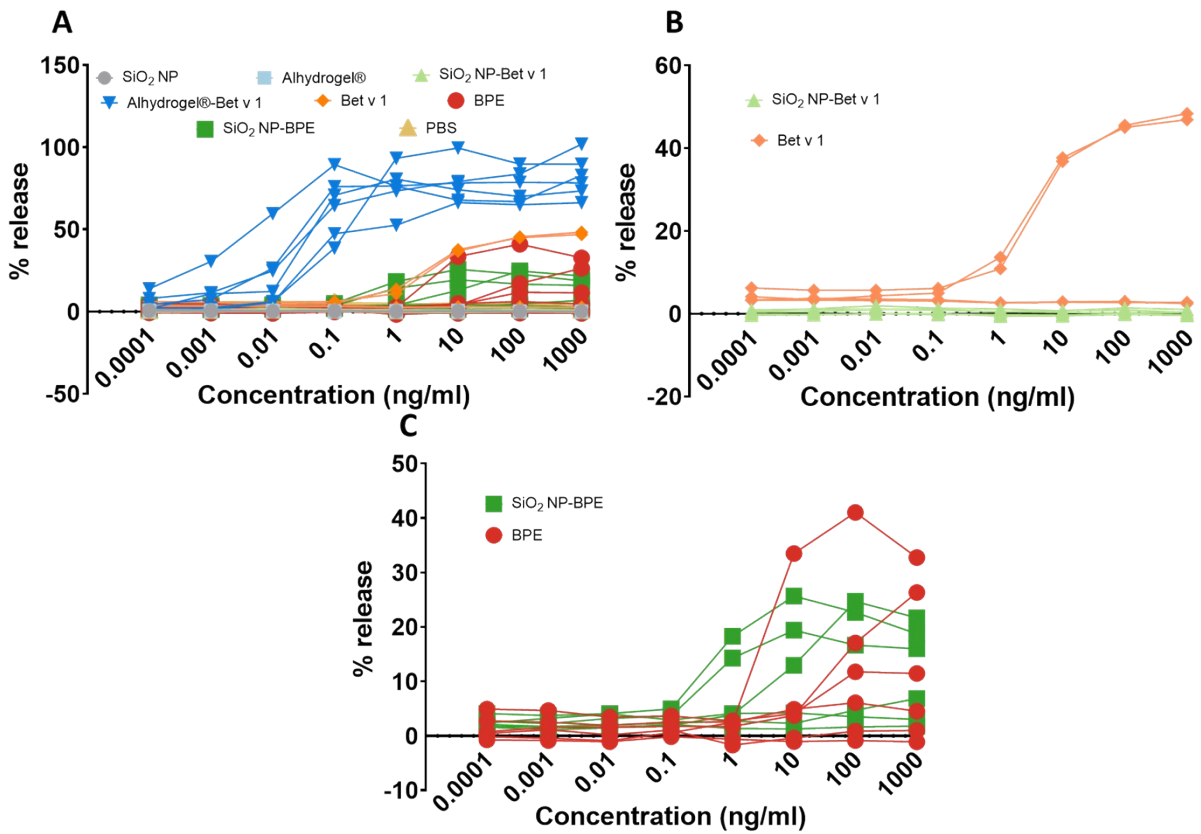 A
150
100
50
0
-50
% release
SiO2 NP
Alhydrogel®
SiO2 NP-Bet v 1
Alhydrogel®-Bet v 1
Bet v 1
BPE
SiO2 NP-BPE
PBS
0.0001
0.001
0.01
0.1
1
10
100
1000
Concentration (ng/ml)
B
60
40
20
0
-20
% release
SiO2 NP-Bet v 1
Bet v 1
0.0001
0.001
0.01
0.1
1
10
100
1000
Concentration (ng/ml)
C
50
40
30
20
10
0
-10
% release
SiO2 NP-BPE
BPE
0.0001
0.001
0.01
0.1
1
10
100
1000
Concentration (ng/ml)